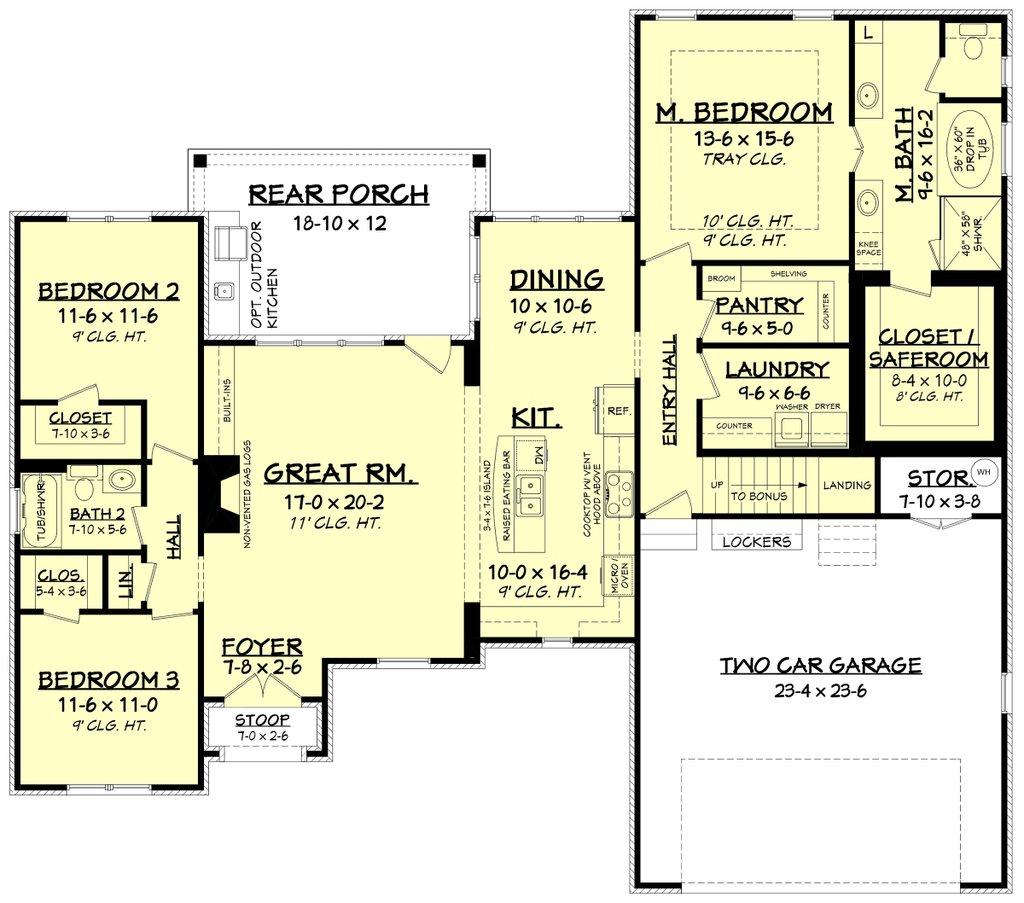 L
M. BEDROOM
13-6 x 15-6
TRAY CLG.
10' CLG. HT.
9' CLG. HT.
M. BATH
9-6 x 16-2
36" X 60"
DROP IN
TUB
48" X 58"
SHWR.
KNEE
SPACE
REAR PORCH
18-10 x 12
OPT. OUTDOOR
KITCHEN
BEDROOM 2
11-6 x 11-6
9' CLG. HT.
DINING
10 x 10-6
9' CLG. HT.
BROOM
SHELVING
PANTRY
9-6 x 5-0
COUNTER
CLOSET /
SAFEROOM
8-4 x 10-0
8' CLG. HT.
ENTRY HALL
LAUNDRY
9-6 x 6-6
WASHER
DRYER
COUNTER
CLOSET
7-10 x 3-6
BUILT-INS
NON-VENTED GAS LOGS
GREAT RM.
17-0 x 20-2
11' CLG. HT.
KIT.
REF.
3-4 x 7-6 ISLAND
RAISED EATING BAR
DW
COOKTOP W/ VENT
HOOD ABOVE
10-0 x 16-4
9' CLG. HT.
MICRO /
OVEN
UP
TO BONUS
LANDING
STOR.
7-10 x 3-8
WH
TUB/SHWR
BATH 2
7-10 x 5-6
HALL
CLOS.
5-4 x 3-6
LIN.
LOCKERS
FOYER
7-8 x 2-6
BEDROOM 3
11-6 x 11-0
9' CLG. HT.
STOOP
7-0 x 2-6
TWO CAR GARAGE
23-4 x 23-6